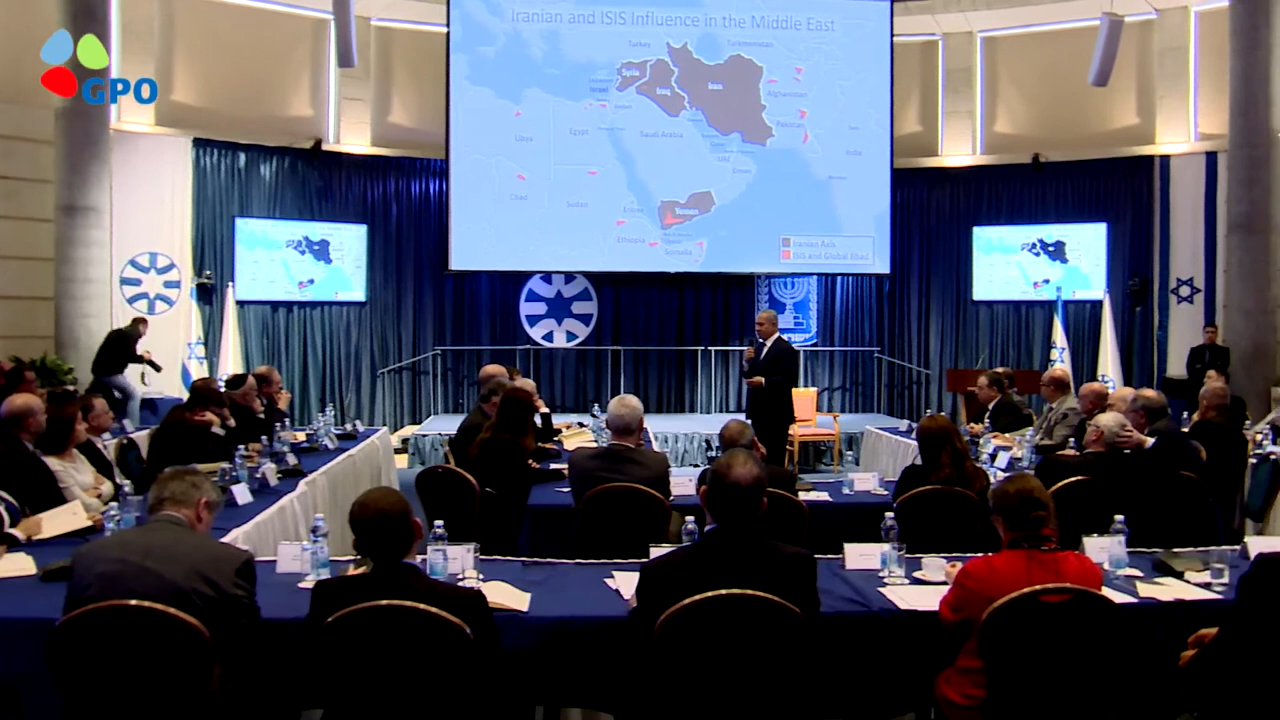 GPO
Iranian and ISIS Influence in the Middle East
Turkey
Turkmenistan
Syria
Iraq
Iran
Israel
Afghanistan
Pakistan
Libya
Egypt
Saudi Arabia
India
UAE
Oman
Chad
Sudan
Eritrea
Yemen
Ethiopia
Somalia
Iranian Axis
ISIS and Global Jihad